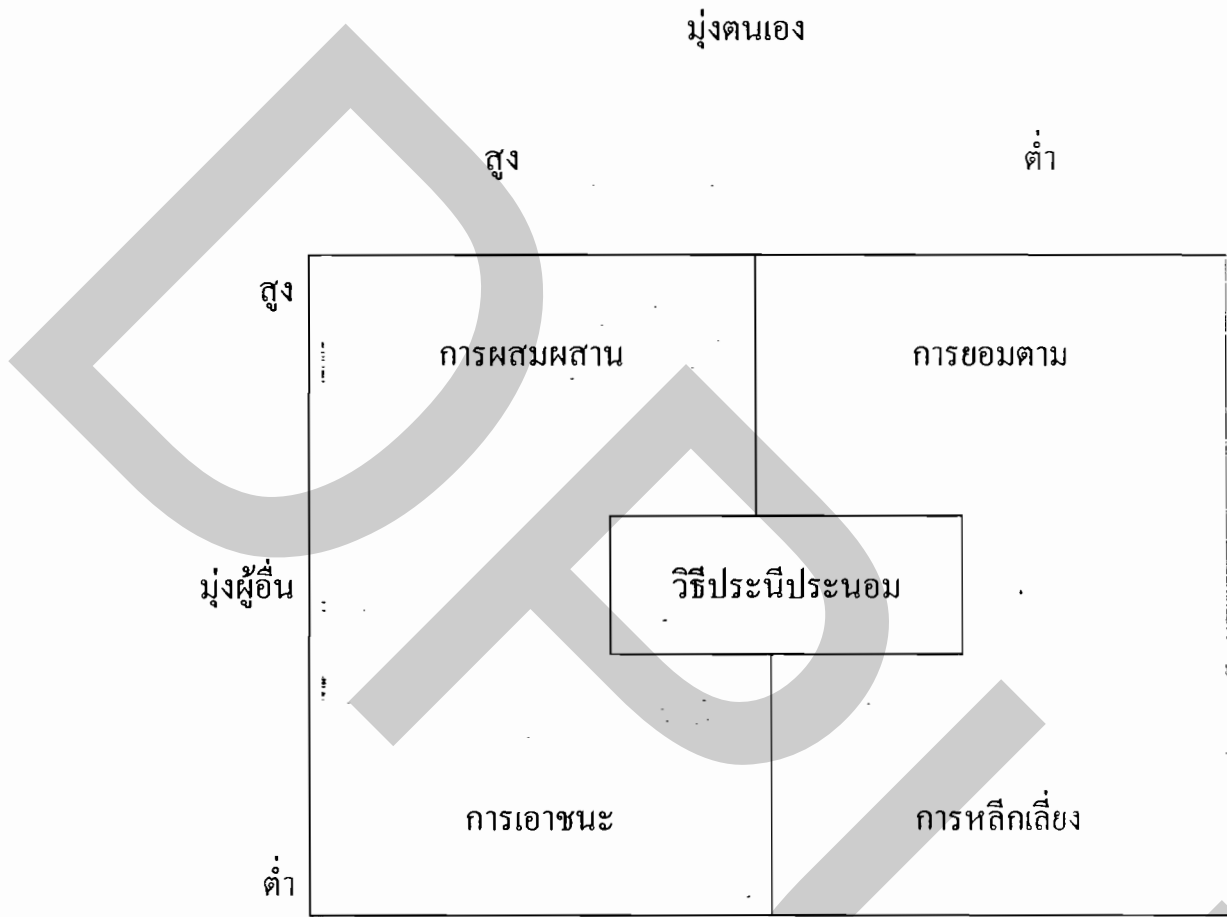 มุ่งตนเอง
สูง ต่ำ
สูง
การผสมผสาน การยอมตาม
มุ่งผู้อื่น วิธีประนีประนอม
การเอาชนะ การหลีกเลี่ยง
ต่ำ